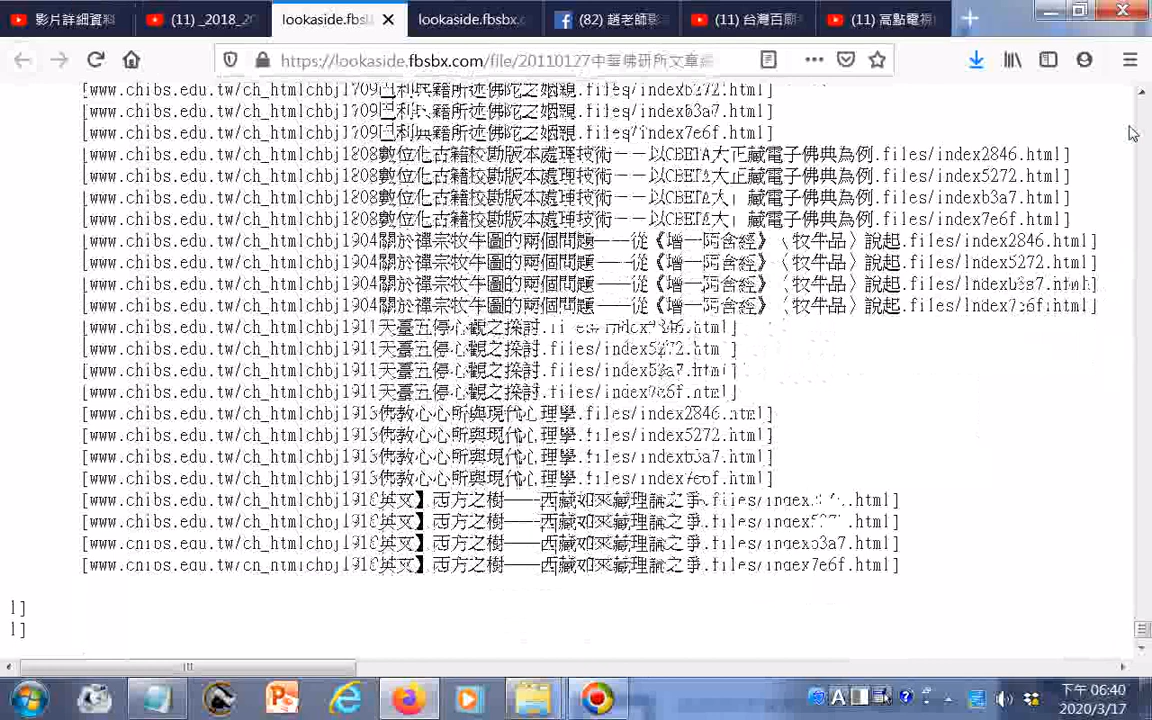 影片詳細資料
(11) _2018_20
lookaside.fbsb
lookaside.fbsbx.c
(82) 趙老師影
(11) 台灣百廟
(11) 高點電視
https://lookaside.fbsbx.com/file/20110127中華佛研所文章
[www.chibs.edu.tw/ch_htmlchbj1709巴利典籍所述佛陀之姻親.files/indexb272.html]
[www.chibs.edu.tw/ch_htmlchbj1709巴利典籍所述佛陀之姻親.files/indexb3a7.html]
[www.chibs.edu.tw/ch_htmlchbj1709巴利典籍所述佛陀之姻親.files/index7e6f.html]
[www.chibs.edu.tw/ch_htmlchbj1808數位化古籍校勘版本處理技術──以CBETA大正藏電子佛典為例.files/index2846.html]
[www.chibs.edu.tw/ch_htmlchbj1808數位化古籍校勘版本處理技術──以CBETA大正藏電子佛典為例.files/index5272.html]
[www.chibs.edu.tw/ch_htmlchbj1808數位化古籍校勘版本處理技術──以CBETA大正藏電子佛典為例.files/indexb3a7.html]
[www.chibs.edu.tw/ch_htmlchbj1808數位化古籍校勘版本處理技術──以CBETA大正藏電子佛典為例.files/index7e6f.html]
[www.chibs.edu.tw/ch_htmlchbj1904關於禪宗牧牛圖的兩個問題──從《增一阿含經》〈牧牛品〉說起.files/index2846.html]
[www.chibs.edu.tw/ch_htmlchbj1904關於禪宗牧牛圖的兩個問題──從《增一阿含經》〈牧牛品〉說起.files/index5272.html]
[www.chibs.edu.tw/ch_htmlchbj1904關於禪宗牧牛圖的兩個問題──從《增一阿含經》〈牧牛品〉說起.files/indexb3a7.html]
[www.chibs.edu.tw/ch_htmlchbj1904關於禪宗牧牛圖的兩個問題──從《增一阿含經》〈牧牛品〉說起.files/index7e6f.html]
[www.chibs.edu.tw/ch_htmlchbj1911天臺五停心觀之探討.files/index2846.html]
[www.chibs.edu.tw/ch_htmlchbj1911天臺五停心觀之探討.files/index5272.html]
[www.chibs.edu.tw/ch_htmlchbj1911天臺五停心觀之探討.files/indexb3a7.html]
[www.chibs.edu.tw/ch_htmlchbj1911天臺五停心觀之探討.files/index7e6f.html]
[www.chibs.edu.tw/ch_htmlchbj1913佛教心心所與現代心理學.files/index2846.html]
[www.chibs.edu.tw/ch_htmlchbj1913佛教心心所與現代心理學.files/index5272.html]
[www.chibs.edu.tw/ch_htmlchbj1913佛教心心所與現代心理學.files/indexb3a7.html]
[www.chibs.edu.tw/ch_htmlchbj1913佛教心心所與現代心理學.files/index7e6f.html]
[www.chibs.edu.tw/ch_htmlchbj1916英文】西方之樹──西藏如來藏理論之爭.files/index2846.html]
[www.chibs.edu.tw/ch_htmlchbj1916英文】西方之樹──西藏如來藏理論之爭.files/index5272.html]
[www.chibs.edu.tw/ch_htmlchbj1916英文】西方之樹──西藏如來藏理論之爭.files/indexb3a7.html]
[www.chibs.edu.tw/ch_htmlchbj1916英文】西方之樹──西藏如來藏理論之爭.files/index7e6f.html]
l]
l]
下午 06:40
2020/3/17